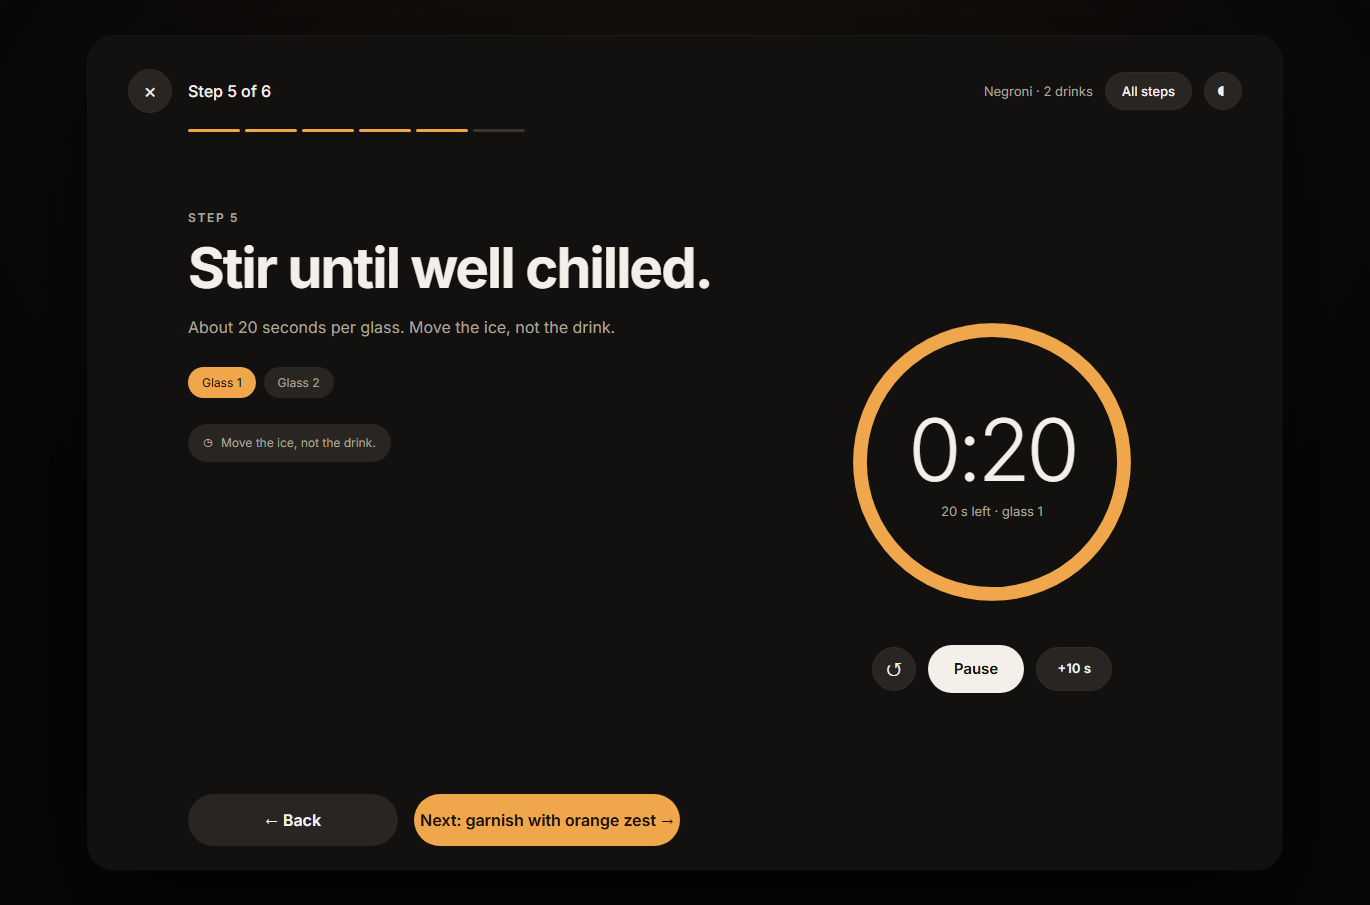 × Step 5 of 6
Negroni · 2 drinks
All steps
STEP 5
Stir until well chilled.
About 20 seconds per glass. Move the ice, not the drink.
Glass 1
Glass 2
Move the ice, not the drink.
0:20
20 s left · glass 1
↺
Pause
+10 s
← Back
Next: garnish with orange zest →